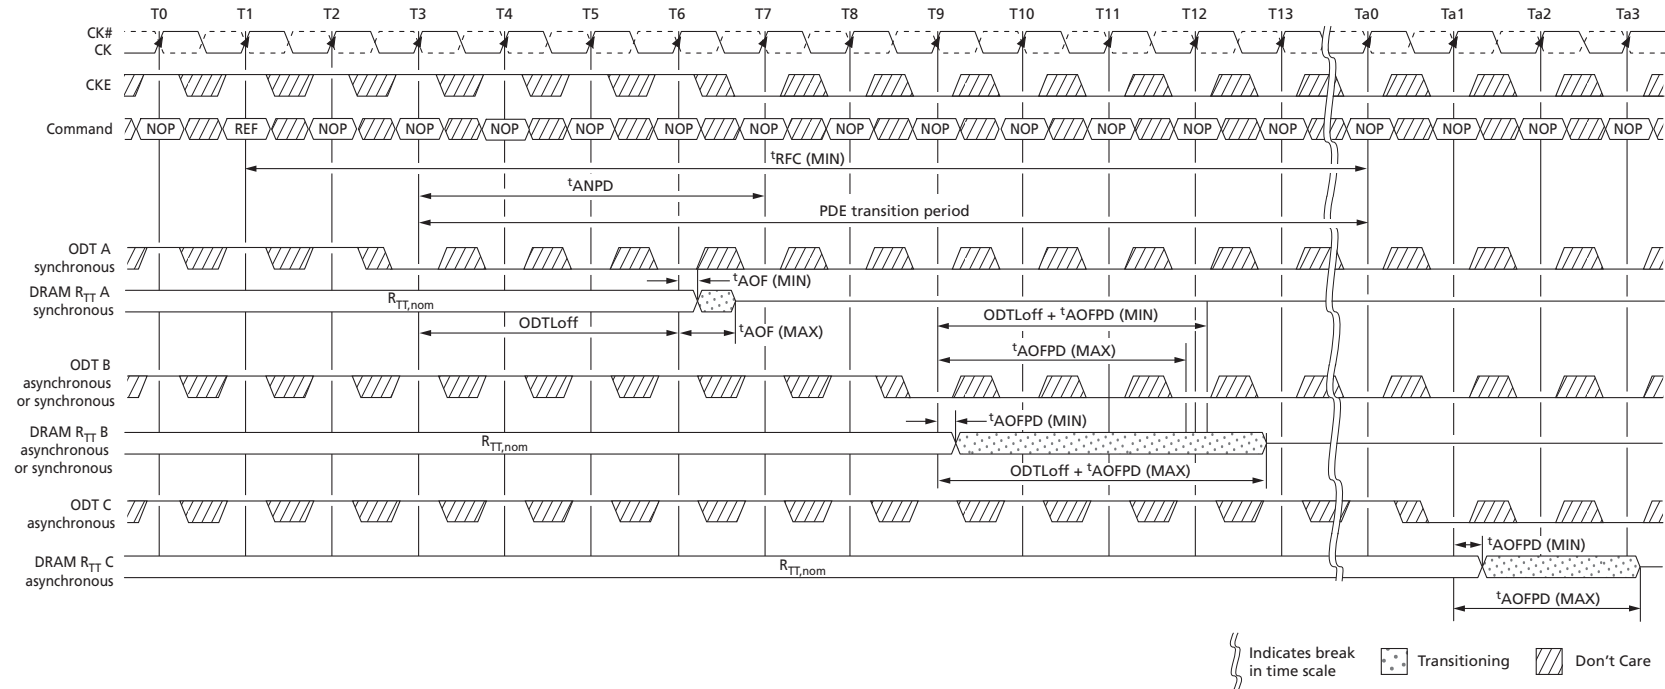 T0 T1 T2 T3 T4 T5 T6 T7 T8 T9 T10 T11 T12 T13 Ta0 Ta1 Ta2 Ta3
CK#
CK
CKE
Command NOP REF NOP NOP NOP NOP NOP NOP NOP NOP NOP NOP NOP NOP NOP NOP NOP NOP
tRFC (MIN)
tANPD
PDE transition period
ODT A
synchronous
tAOF (MIN)
DRAM RTT A
synchronous
RTT,nom
ODTLoff
tAOF (MAX)
ODTLoff + tAOFPD (MIN)
tAOFPD (MAX)
ODT B
asynchronous
or synchronous
tAOFPD (MIN)
DRAM RTT B
asynchronous
or synchronous
RTT,nom
ODTLoff + tAOFPD (MAX)
ODT C
asynchronous
tAOFPD (MIN)
DRAM RTT C
asynchronous
RTT,nom
tAOFPD (MAX)
Indicates break
in time scale
Transitioning
Don't Care